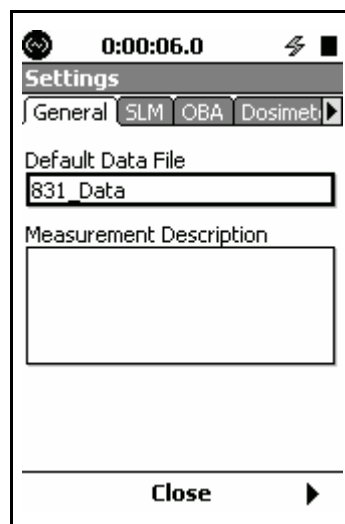 0:00:06.0
Settings
General SLM OBA Dosimet
Default Data File
831_Data
Measurement Description
Close